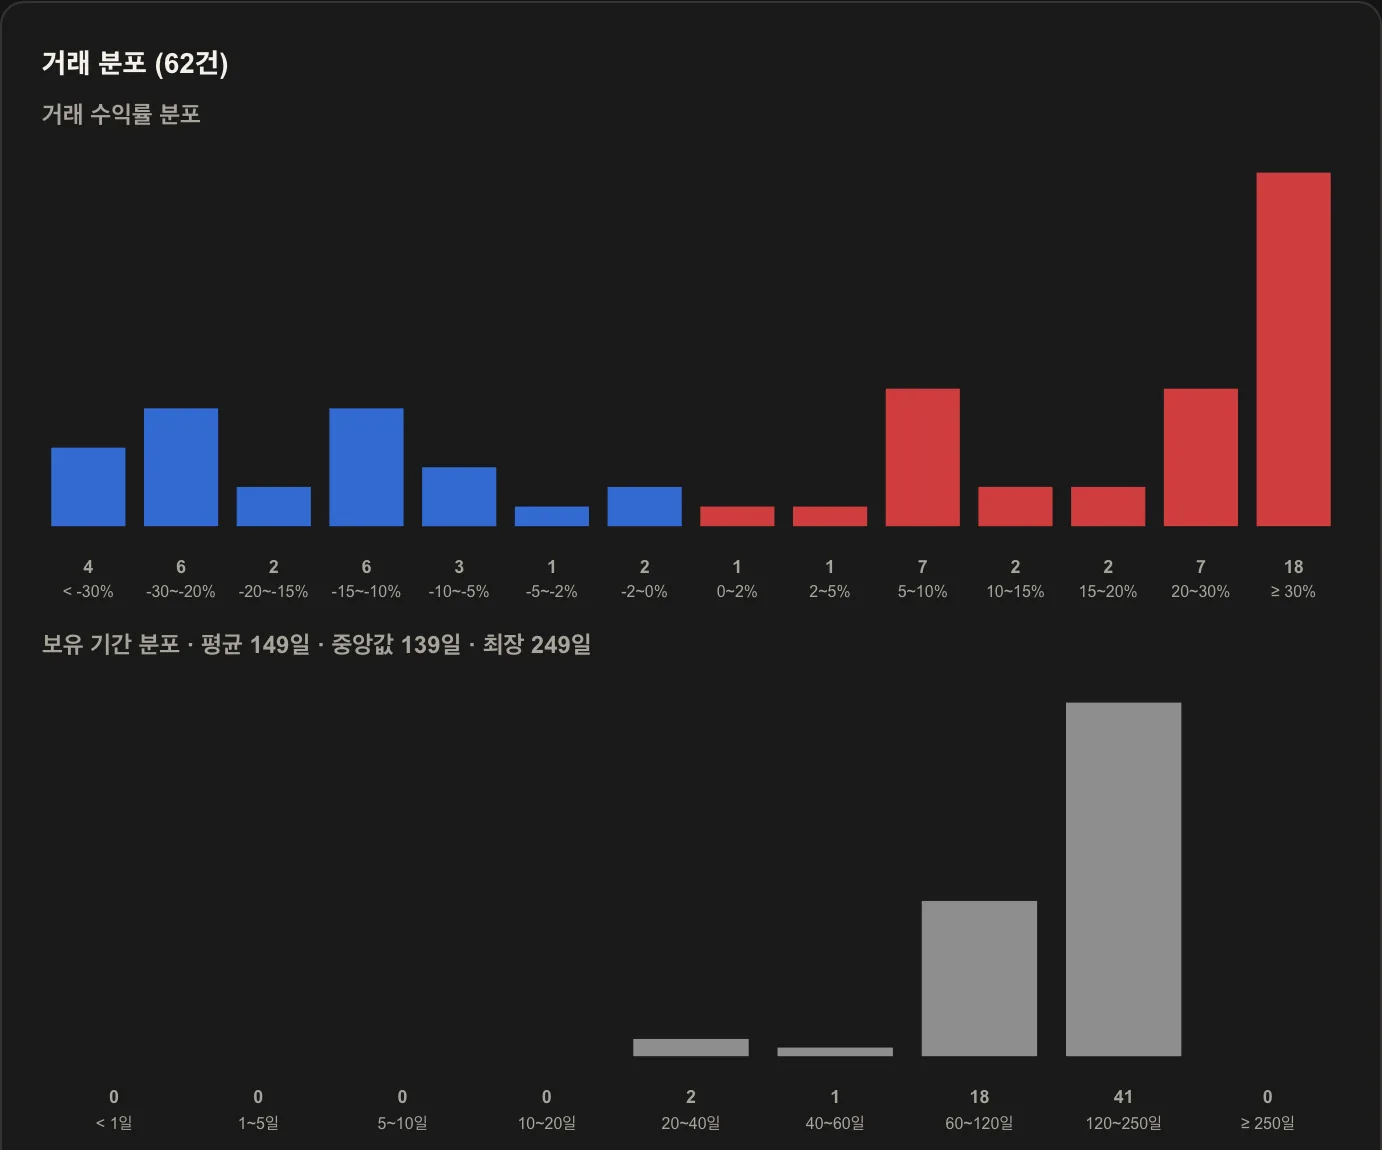 거래 분포 (62건)
거래 수익률 분포
4 6 2 6 3 1 2 1 1 7 2 2 7 18
< -30% -30~-20% -20~-15% -15~-10% -10~-5% -5~-2% -2~0% 0~2% 2~5% 5~10% 10~15% 15~20% 20~30% ≥ 30%
보유 기간 분포 · 평균 149일 · 중앙값 139일 · 최장 249일
0 0 0 0 2 1 18 41 0
< 1일 1~5일 5~10일 10~20일 20~40일 40~60일 60~120일 120~250일 ≥ 250일